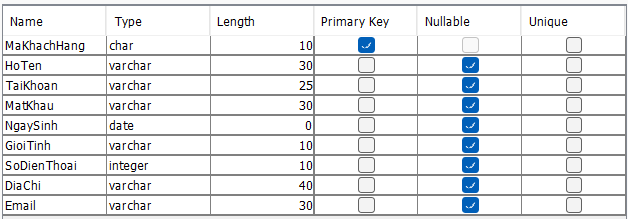 Name Type Length Primary Key Nullable Unique
MaKhachHang char 10
HoTen varchar 30
TaiKhoan varchar 25
MatKhau varchar 30
NgaySinh date 0
GioiTinh varchar 10
SoDienThoai integer 10
DiaChi varchar 40
Email varchar 30